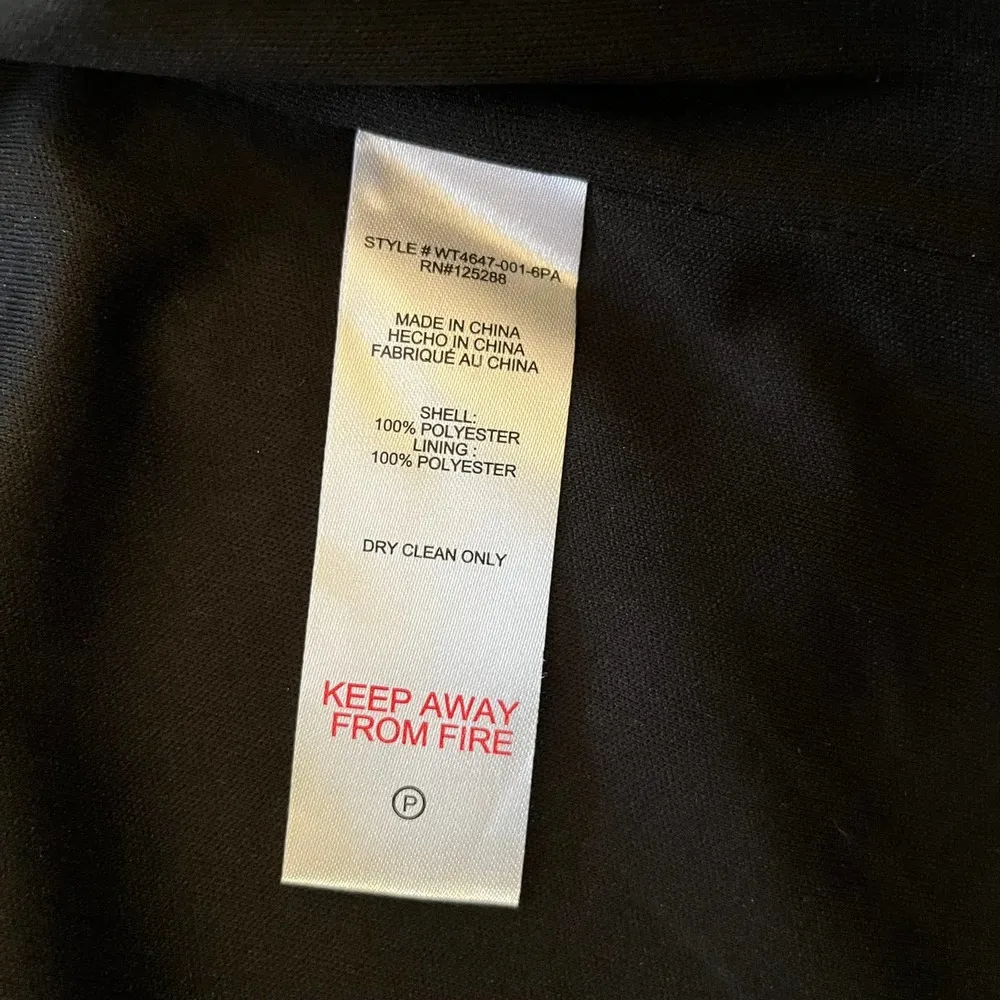 STYLE # WT4647-001-6PA
RN#125288
MADE IN CHINA
HECHO IN CHINA
FABRIQUÉ AU CHINA
SHELL:
100% POLYESTER
LINING :
100% POLYESTER
DRY CLEAN ONLY
KEEP AWAY
FROM FIRE
P